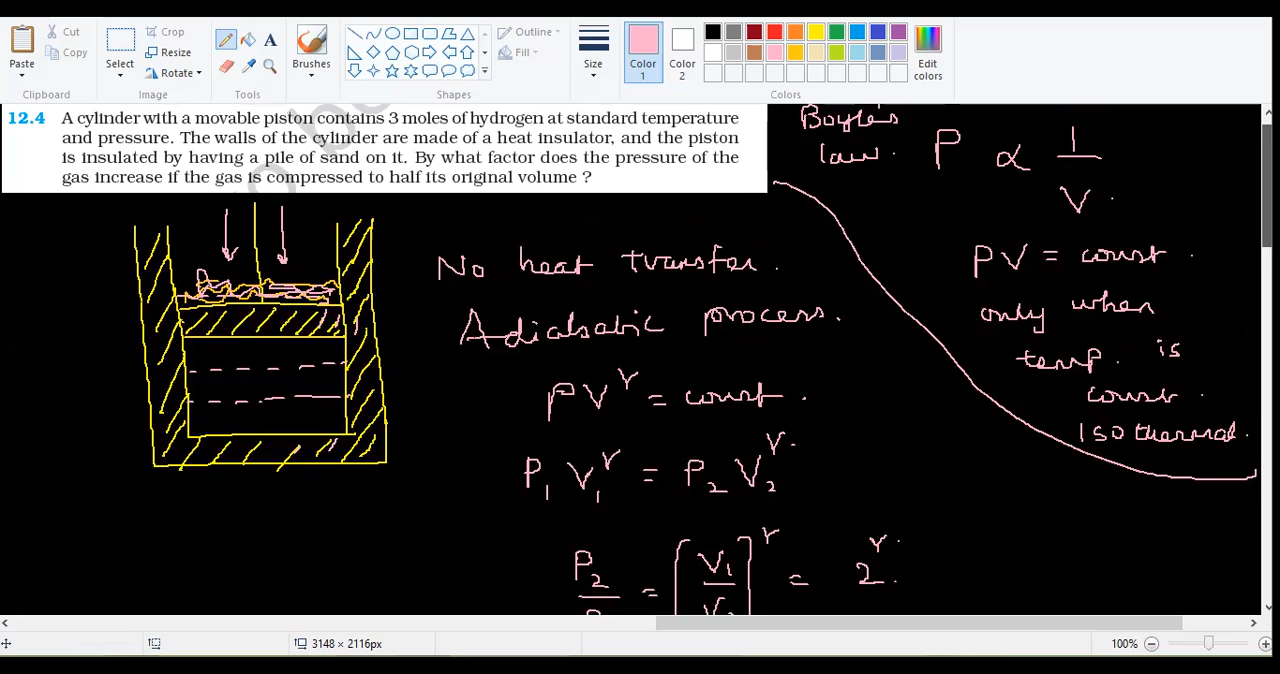 Cut
Copy
Paste
Clipboard
Select
Crop
Resize
Rotate
Image
Tools
Brushes
Shapes
Outline
Fill
Size
Color 1
Color 2
Colors
Edit colors
12.4 A cylinder with a movable piston contains 3 moles of hydrogen at standard temperature
and pressure. The walls of the cylinder are made of a heat insulator, and the piston
is insulated by having a pile of sand on it. By what factor does the pressure of the
gas increase if the gas is compressed to half its original volume ?
Boyle's
law.
P ∝ 1/V.
PV = const.
only when
temp. is
const.
Isothermal.
No heat transfer.
Adiabatic process.
PV^γ = const.
P₁ V₁^γ = P₂ V₂^γ.
P₂ = [V₁]^γ = 2^γ.
3148 × 2116px
100%